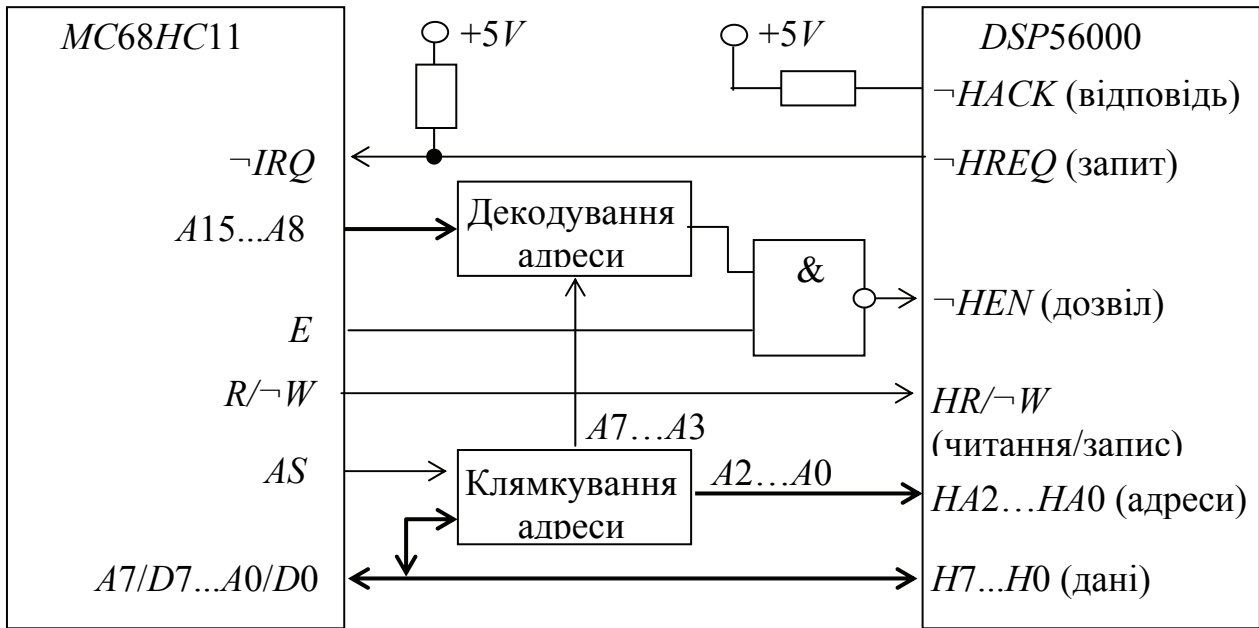 MC68HC11
+5V
+5V
DSP56000
¬HACK (відповідь)
¬IRQ
¬HREQ (запит)
A15...A8
Декодування
адреси
&
¬HEN (дозвіл)
E
R/¬W
HR/¬W
(читання/запис)
A7…A3
AS
Клямкування
адреси
A2…A0
HA2…HA0 (адреси)
A7/D7...A0/D0
H7...H0 (дані)